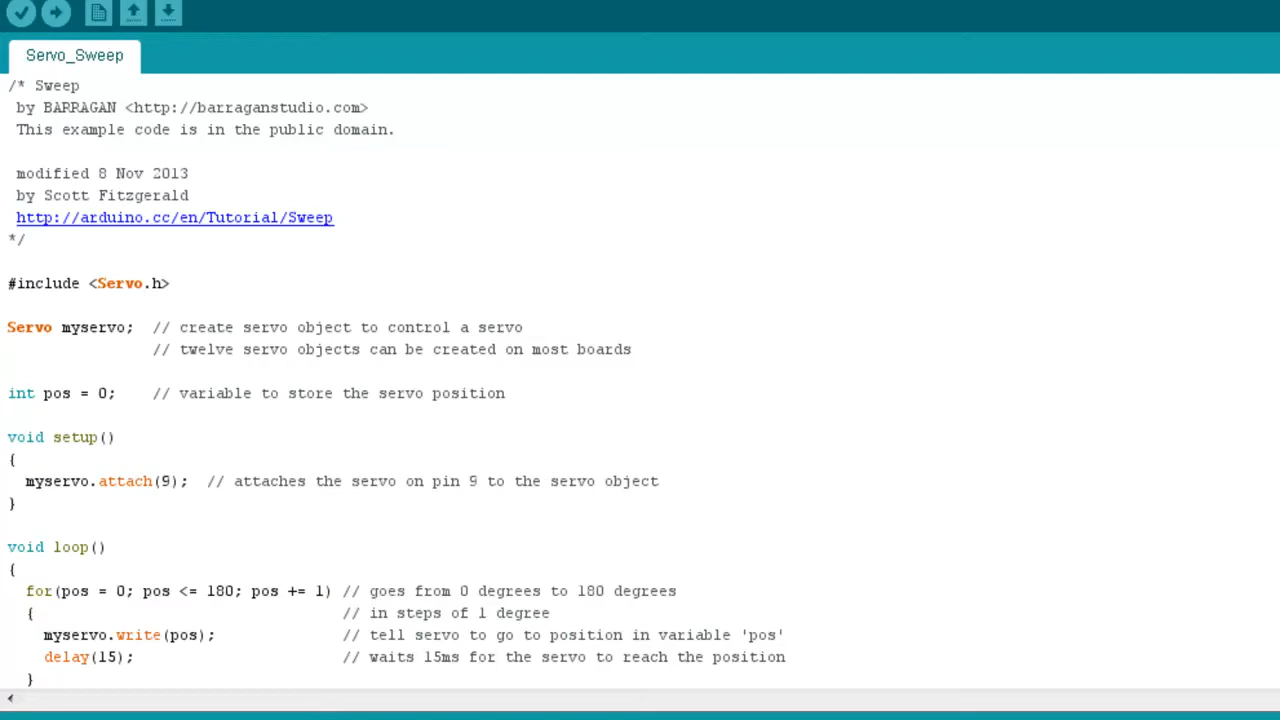 Servo_Sweep
/* Sweep
by BARRAGAN <http://barraganstudio.com>
This example code is in the public domain.
modified 8 Nov 2013
by Scott Fitzgerald
http://arduino.cc/en/Tutorial/Sweep
*/
#include <Servo.h>
Servo myservo;  // create servo object to control a servo
// twelve servo objects can be created on most boards
int pos = 0;    // variable to store the servo position
void setup()
{
myservo.attach(9);  // attaches the servo on pin 9 to the servo object
}
void loop()
{
for(pos = 0; pos <= 180; pos += 1) // goes from 0 degrees to 180 degrees
{                                  // in steps of 1 degree
myservo.write(pos);              // tell servo to go to position in variable 'pos'
delay(15);                       // waits 15ms for the servo to reach the position
}